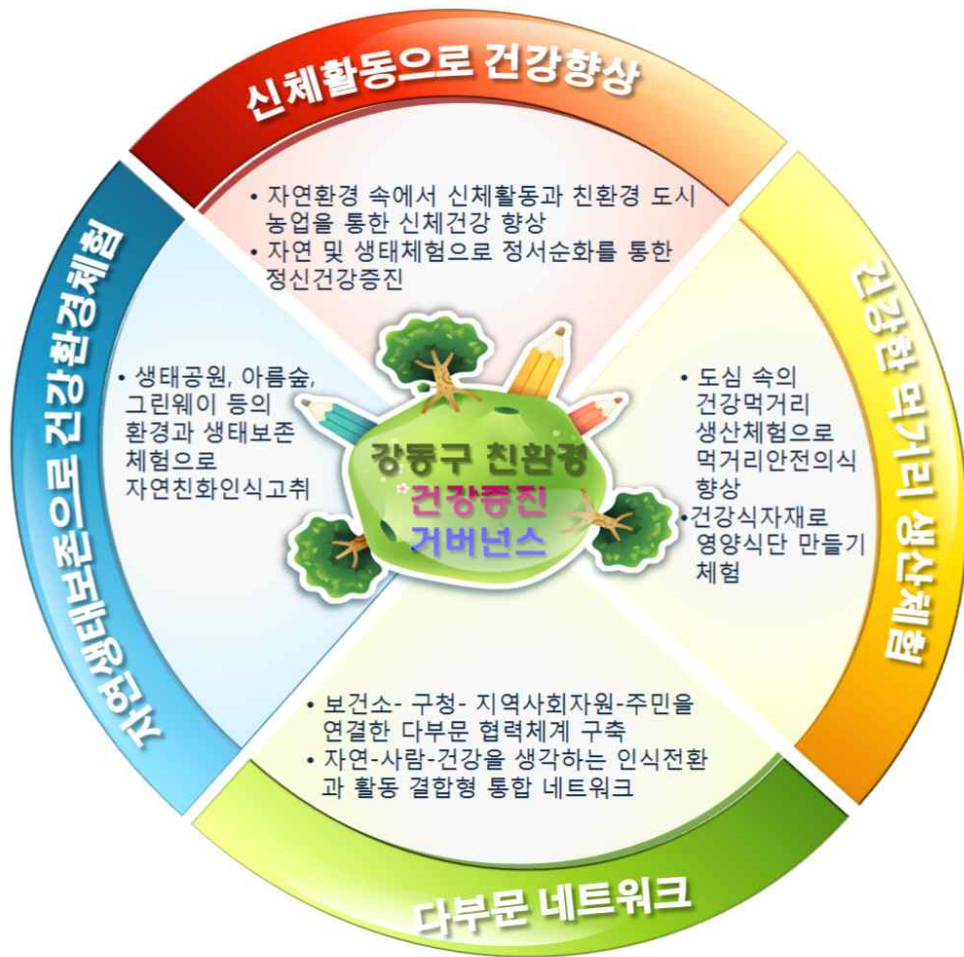 신체활동으로 건강향상
• 자연환경 속에서 신체활동과 친환경 도시
농업을 통한 신체건강 향상
• 자연 및 생태체험으로 정서순화를 통한
정신건강증진
자연생태보존으로 건강환경체험
• 생태공원, 아름숲,
그린웨이 등의
환경과 생태보존
체험으로
자연친화인식고취
강동구 친환경
건강증진
거버넌스
건강한 먹거리 생산체험
• 도심 속의
건강먹거리
생산체험으로
먹거리안전의식
향상
•건강식자재로
영양식단 만들기
체험
• 보건소- 구청- 지역사회자원-주민을
연결한 다부문 협력체계 구축
• 자연-사람-건강을 생각하는 인식전환
과 활동 결합형 통합 네트워크
다부문 네트워크